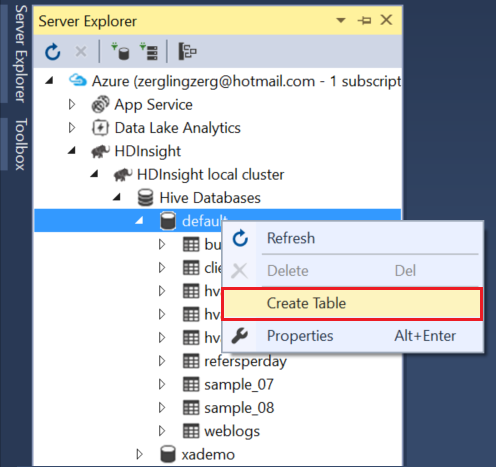 Server Explorer
Toolbox
Server Explorer
Azure (zerglingzerg@hotmail.com - 1 subscript
App Service
Data Lake Analytics
HDInsight
HDInsight local cluster
Hive Databases
default
bu
clie
hv
hv
hv
refersperday
sample_07
sample_08
weblogs
xademo
Refresh
Delete Del
Create Table
Properties Alt+Enter